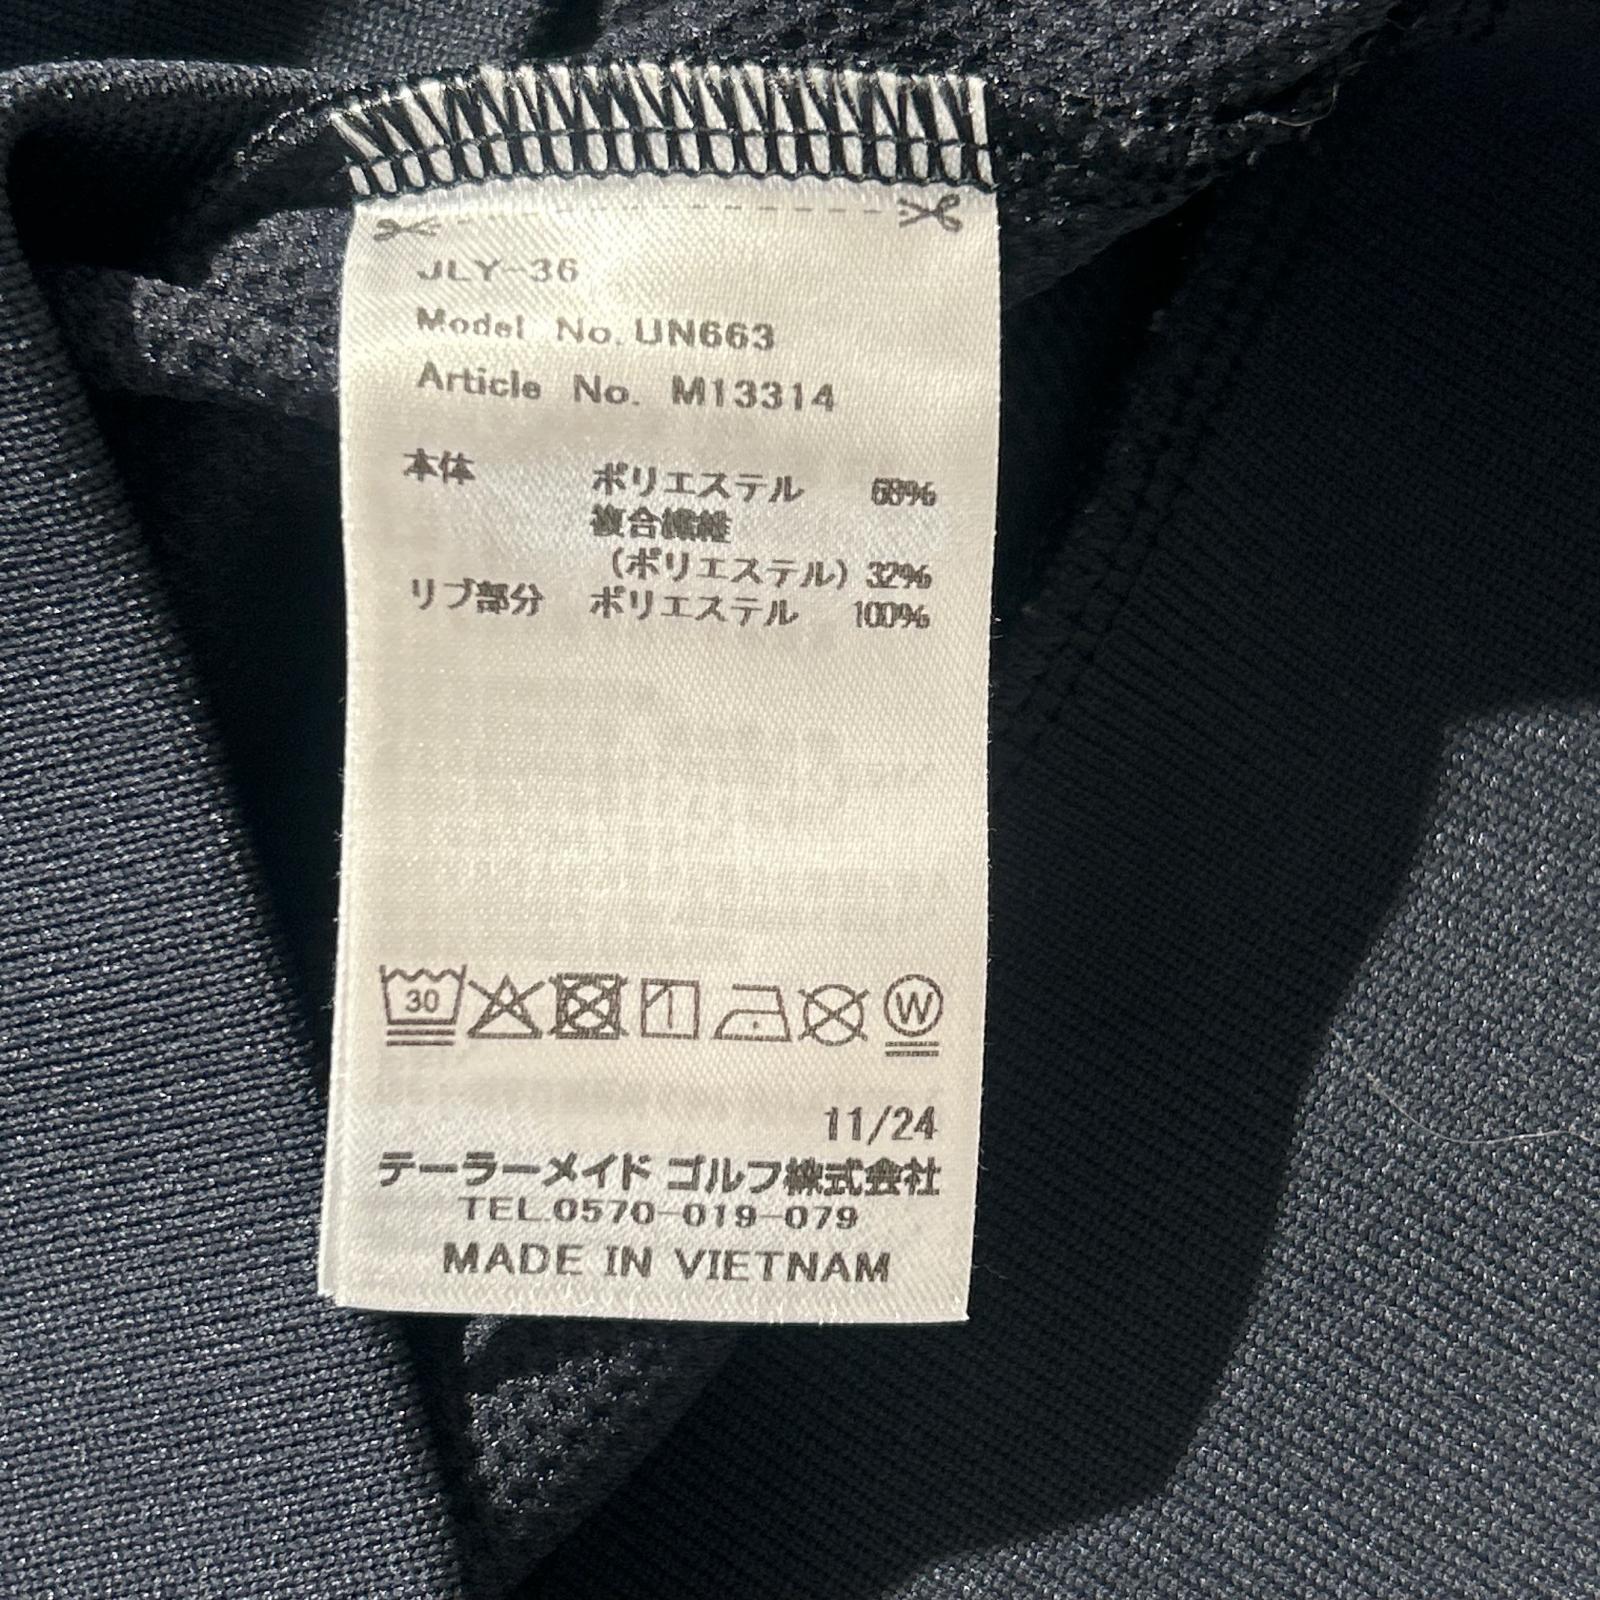 JLY-36
Model No. UN663
Article No. M13314
本体 ポリエステル 68%
複合繊維
(ポリエステル) 32%
リブ部分 ポリエステル 100%
30
W
11/24
テーラーメイド ゴルフ株式会社
TEL.0570-019-079
MADE IN VIETNAM